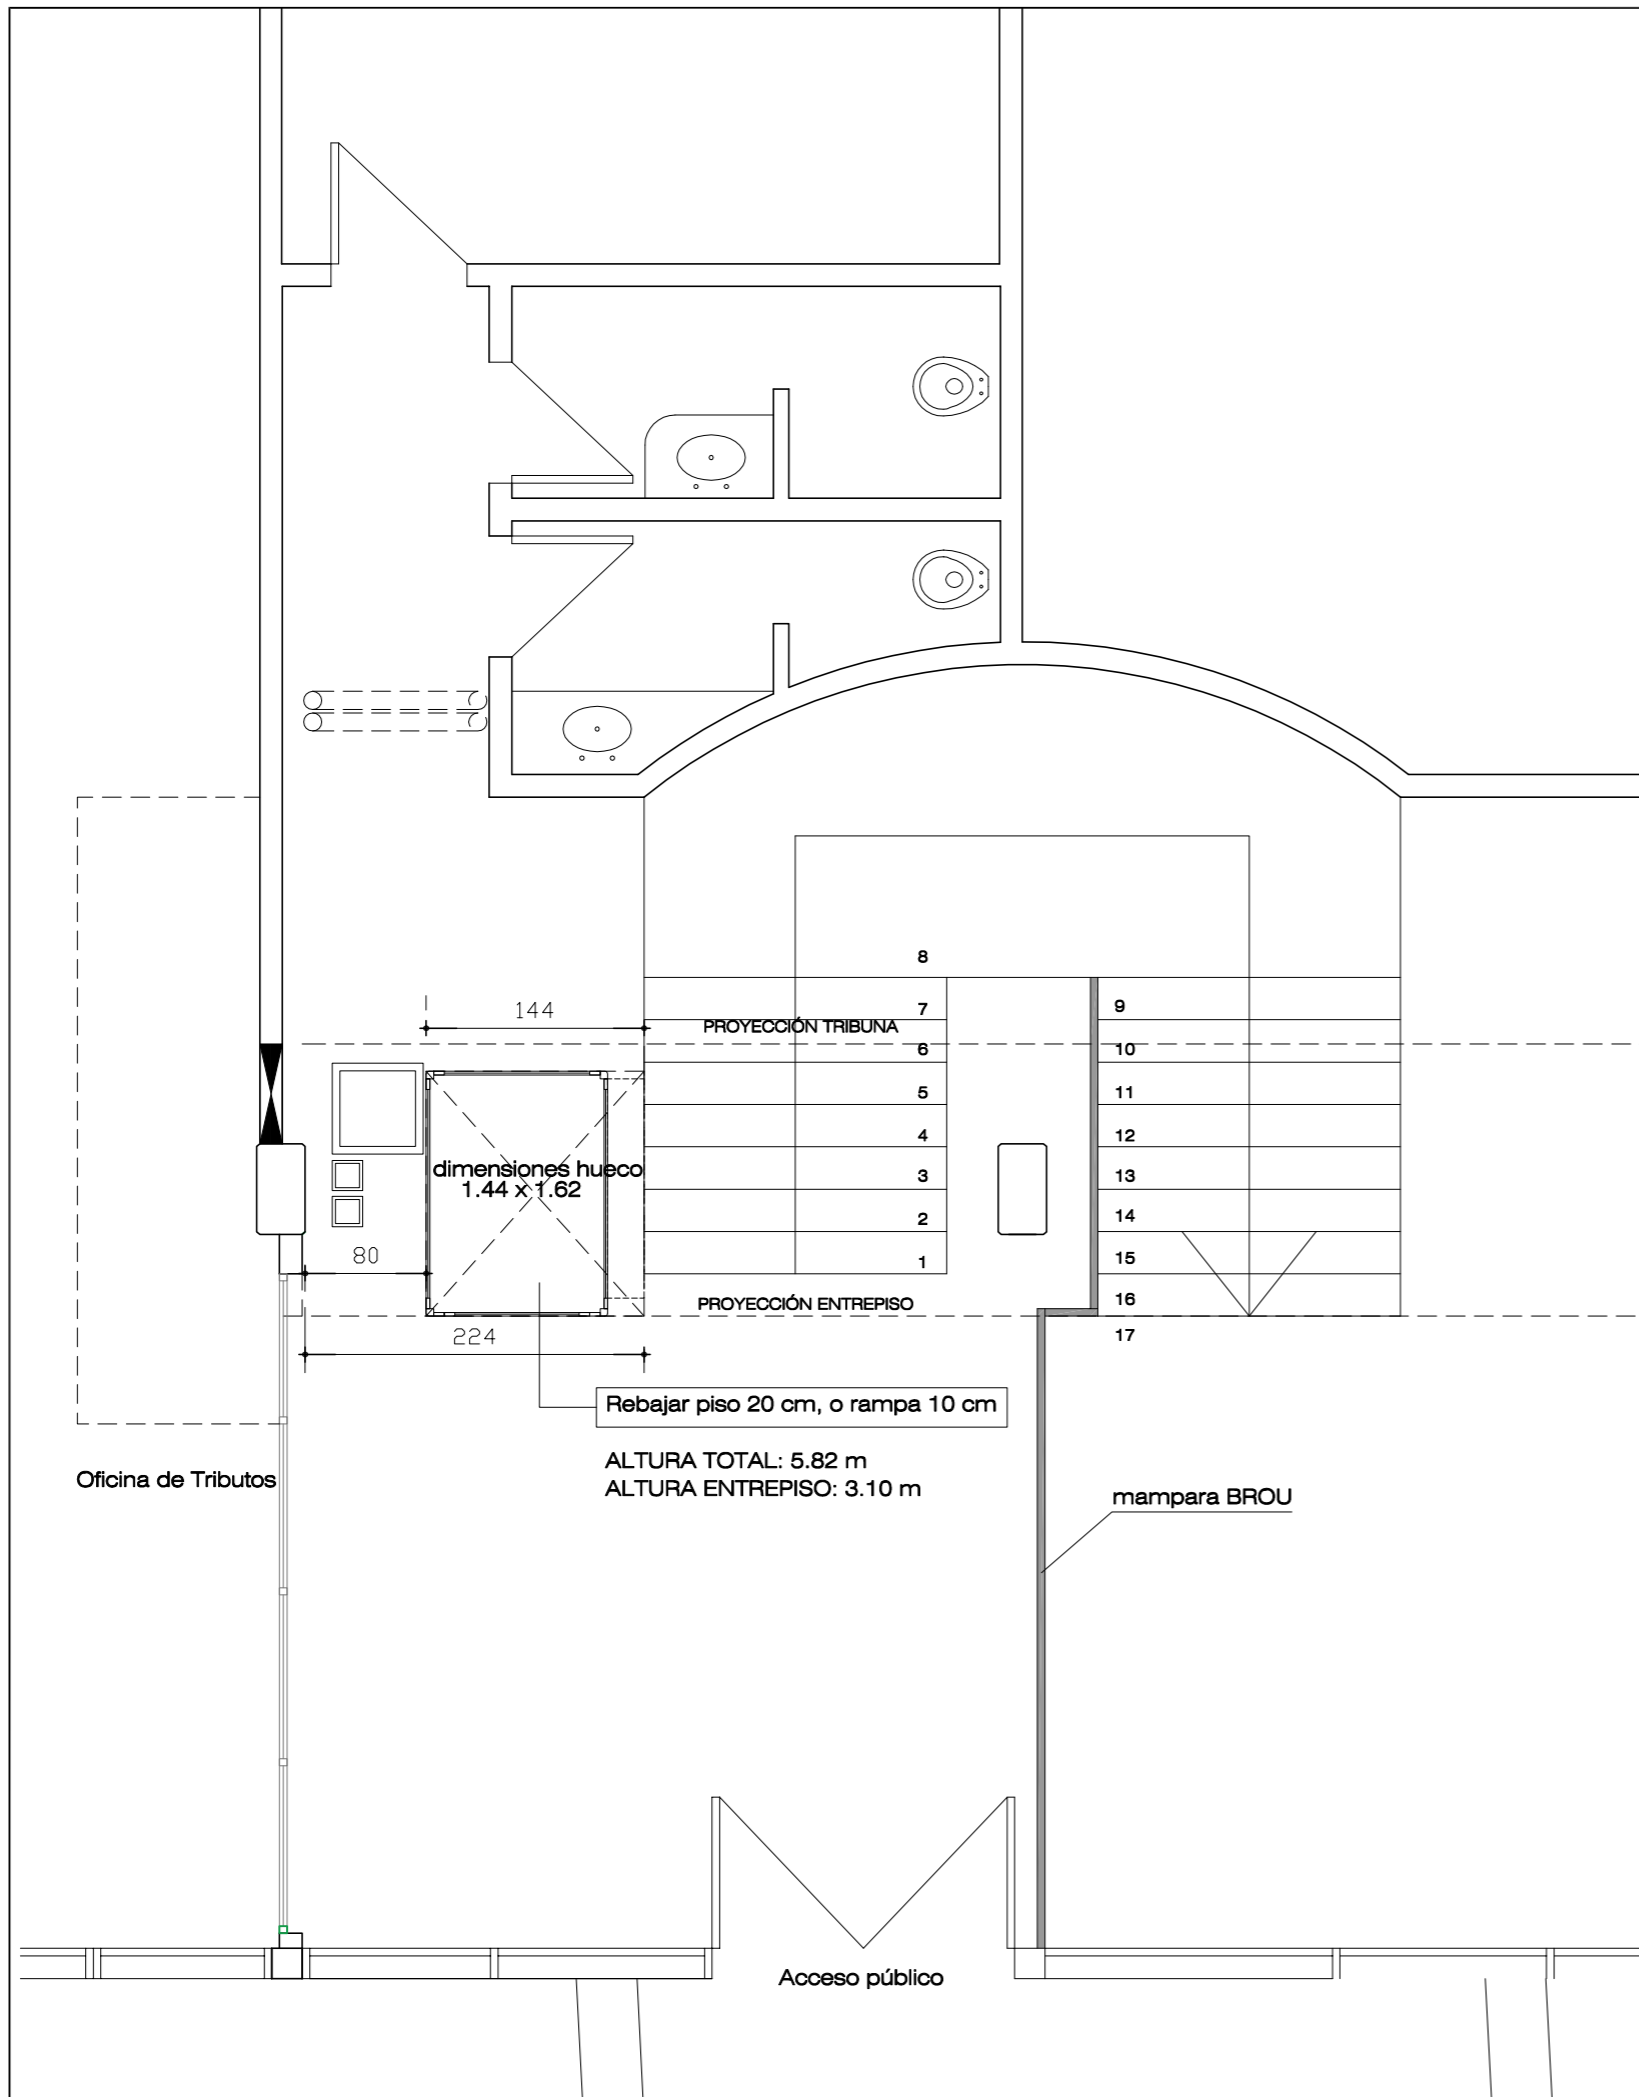 8
7
9
144
PROYECCIÓN TRIBUNA
6
10
5
11
4
12
dimensiones hueco
1.44 x 1.62
3
13
2
14
80
1
15
PROYECCIÓN ENTREPISO
16
224
17
Rebajar piso 20 cm, o rampa 10 cm
ALTURA TOTAL: 5.82 m
ALTURA ENTREPISO: 3.10 m
Oficina de Tributos
mampara BROU
Acceso público